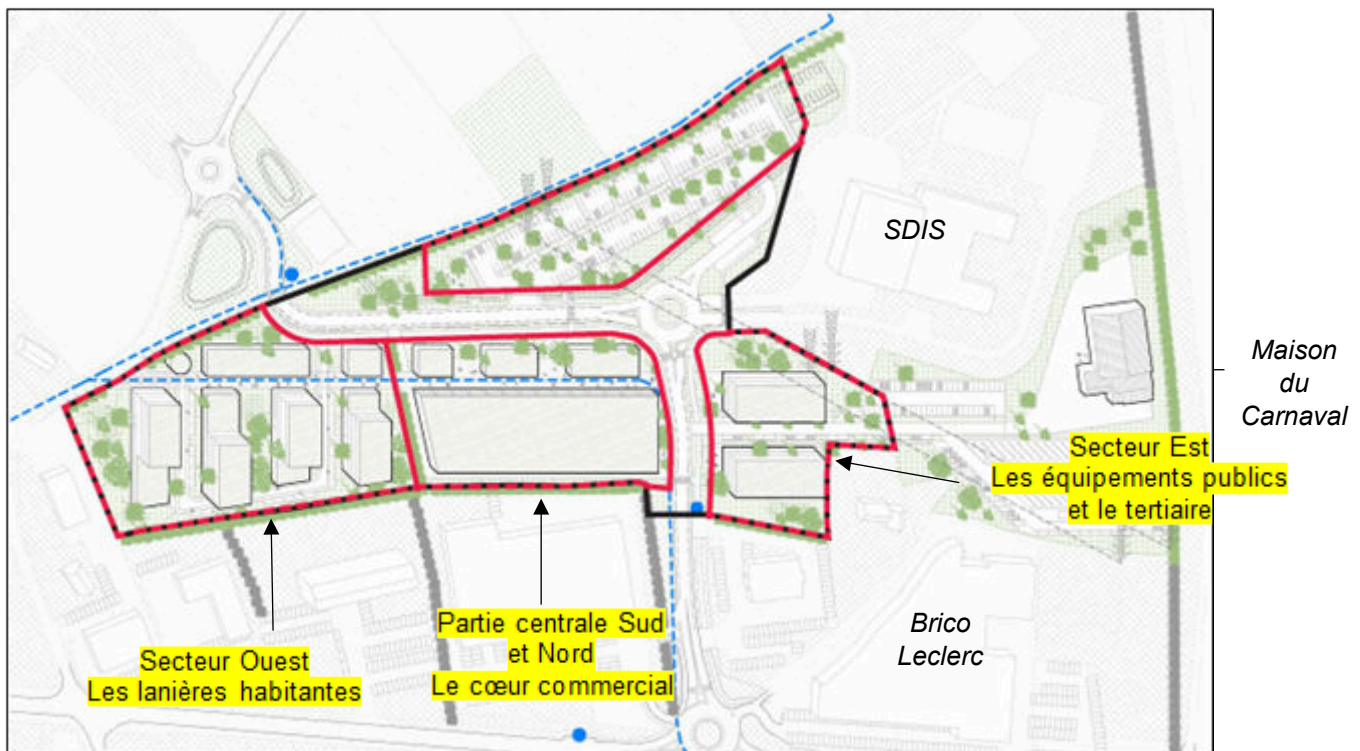 SDIS
Maison
du
Carnaval
Secteur Est
Les équipements publics
et le tertiaire
Partie centrale Sud
et Nord
Le cœur commercial
Brico
Leclerc
Secteur Ouest
Les lanières habitantes